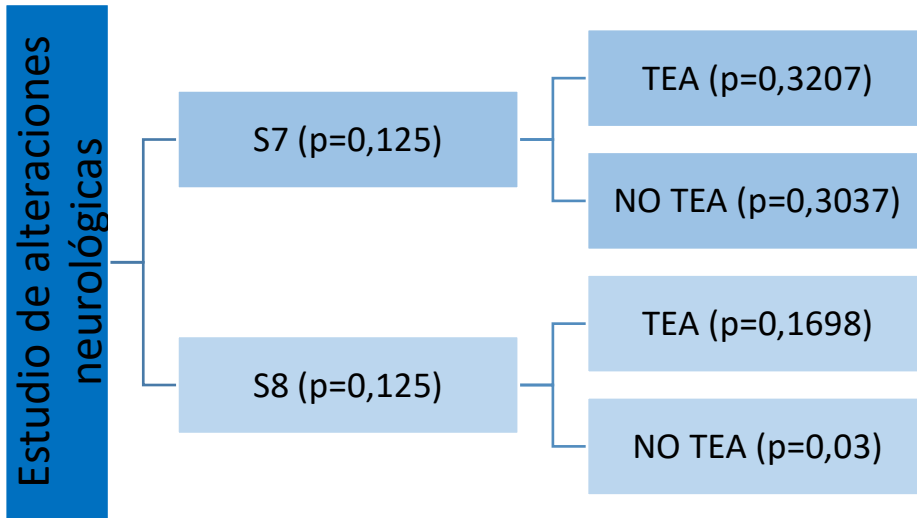 Estudio de alteraciones
neurológicas
S7 (p=0,125)
TEA (p=0,3207)
NO TEA (p=0,3037)
S8 (p=0,125)
TEA (p=0,1698)
NO TEA (p=0,03)